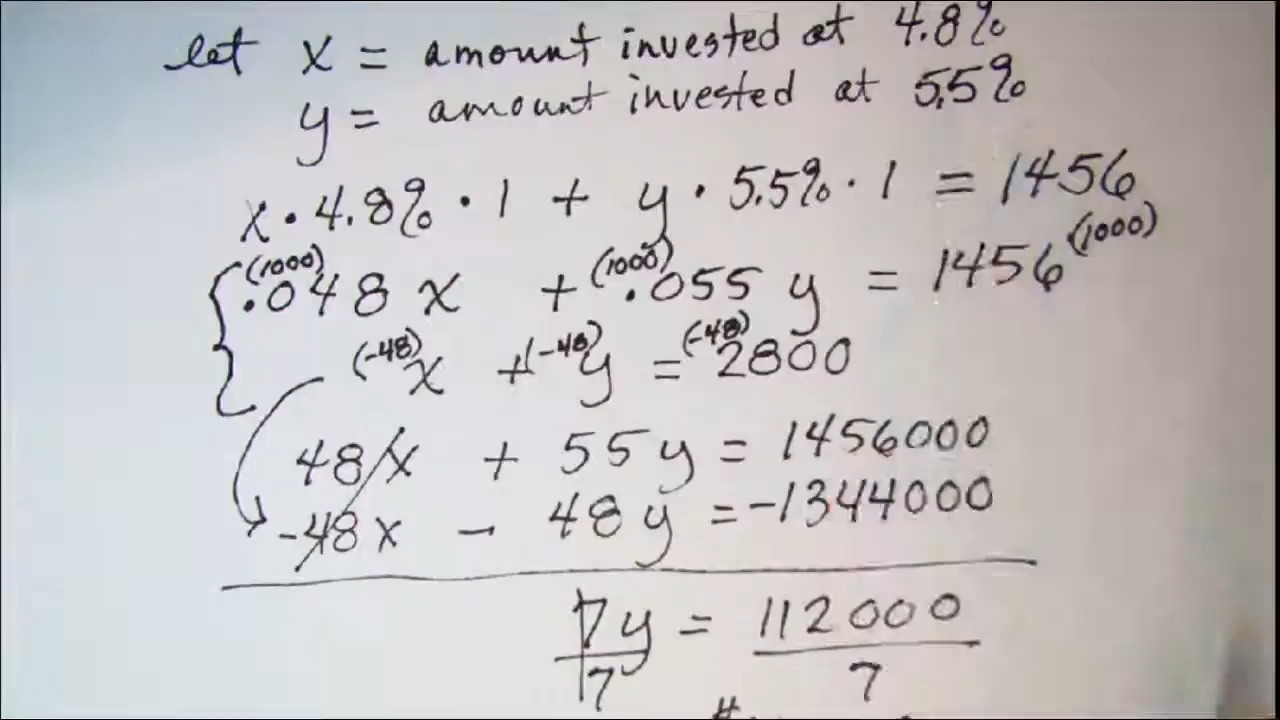 let x = amount invested at 4.8%
y = amount invested at 5.5%
x · 4.8% · 1 + y · 5.5% · 1 = 1456
(1000) .048 x + (1000) .055 y = 1456 (1000)
(-48) x + (-48) y = (-48) 2800
48x + 55y = 1456000
-48x - 48y = -1344000
7y = 112000
7 7